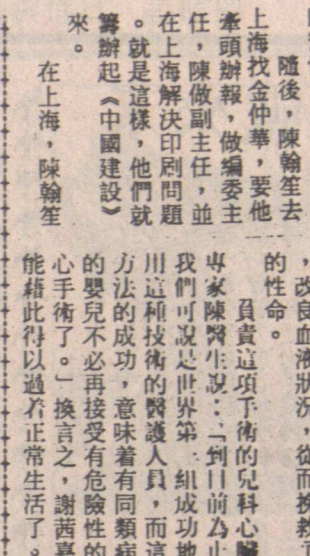 隨後，陳翰笙去
上海找金仲華，要他
牽頭辦報，做編委主
任，陳做副主任，並
在上海解決印刷問題
。就是這樣，他們就
籌辦起《中國建設》
來。
在上海，陳翰笙
，改良血液狀況，從而挽救
的性命。
負責這項手術的兒科心臟
專家陳醫生說：「到目前為止
我們可說是世界第一組成功地
用這種技術的醫護人員，而這
方法的成功，意味着有同類病
的嬰兒不必再接受有危險性的
心手術了。」換言之，謝茜嘉
能藉此得以過着正常生活了。